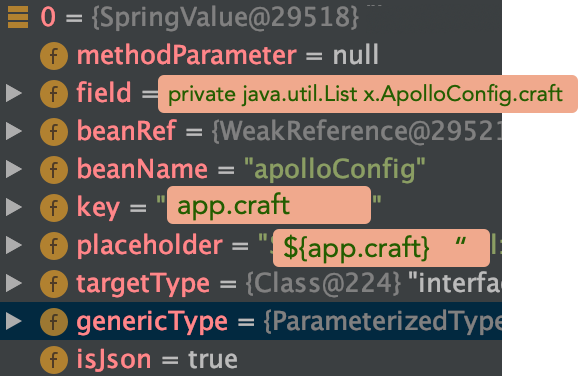 0 = {SpringValue@29518} "
f methodParameter = null
f field = private java.util.List x.ApolloConfig.craft
f beanRef = {WeakReference@29521
f beanName = "apolloConfig"
f key = " app.craft "
f placeholder = " ${app.craft} “
f targetType = {Class@224} "interfa
f genericType = {ParameterizedType
f isJson = true